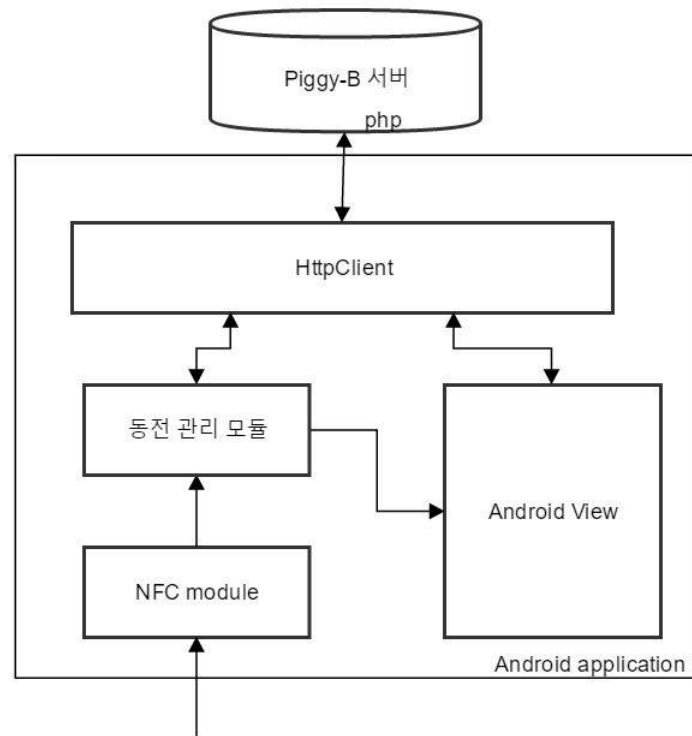 Piggy-B 서버
php
HttpClient
동전 관리 모듈
Android View
NFC module
Android application